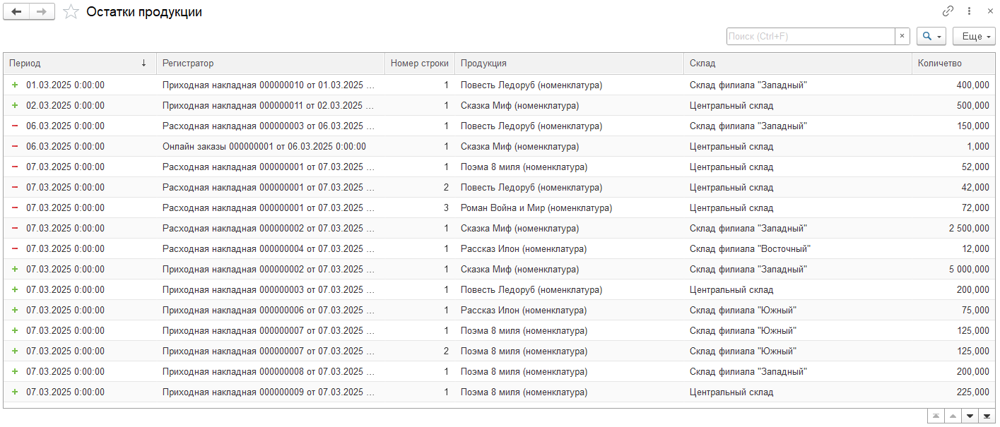 Остатки продукции
Поиск (Ctrl+F) × Еще
Период ↓ Регистратор Номер строки Продукция Склад Количетво
+ 01.03.2025 0:00:00 Приходная накладная 000000010 от 01.03.2025 ... 1 Повесть Ледоруб (номенклатура) Склад филиала "Западный" 400,000
+ 02.03.2025 0:00:00 Приходная накладная 000000011 от 02.03.2025 ... 1 Сказка Миф (номенклатура) Центральный склад 500,000
− 06.03.2025 0:00:00 Расходная накладная 000000003 от 06.03.2025 ... 1 Повесть Ледоруб (номенклатура) Склад филиала "Западный" 150,000
− 06.03.2025 0:00:00 Онлайн заказы 000000001 от 06.03.2025 0:00:00 1 Сказка Миф (номенклатура) Центральный склад 1,000
− 07.03.2025 0:00:00 Расходная накладная 000000001 от 07.03.2025 ... 1 Поэма 8 миля (номенклатура) Центральный склад 52,000
− 07.03.2025 0:00:00 Расходная накладная 000000001 от 07.03.2025 ... 2 Повесть Ледоруб (номенклатура) Центральный склад 42,000
− 07.03.2025 0:00:00 Расходная накладная 000000001 от 07.03.2025 ... 3 Роман Война и Мир (номенклатура) Центральный склад 72,000
− 07.03.2025 0:00:00 Расходная накладная 000000002 от 07.03.2025 ... 1 Сказка Миф (номенклатура) Склад филиала "Западный" 2 500,000
− 07.03.2025 0:00:00 Расходная накладная 000000004 от 07.03.2025 ... 1 Рассказ Илон (номенклатура) Склад филиала "Восточный" 12,000
+ 07.03.2025 0:00:00 Приходная накладная 000000002 от 07.03.2025 ... 1 Сказка Миф (номенклатура) Склад филиала "Западный" 5 000,000
+ 07.03.2025 0:00:00 Приходная накладная 000000003 от 07.03.2025 ... 1 Повесть Ледоруб (номенклатура) Центральный склад 200,000
+ 07.03.2025 0:00:00 Приходная накладная 000000006 от 07.03.2025 ... 1 Рассказ Илон (номенклатура) Склад филиала "Южный" 75,000
+ 07.03.2025 0:00:00 Приходная накладная 000000007 от 07.03.2025 ... 1 Поэма 8 миля (номенклатура) Склад филиала "Южный" 125,000
+ 07.03.2025 0:00:00 Приходная накладная 000000007 от 07.03.2025 ... 2 Поэма 8 миля (номенклатура) Склад филиала "Южный" 125,000
+ 07.03.2025 0:00:00 Приходная накладная 000000008 от 07.03.2025 ... 1 Поэма 8 миля (номенклатура) Склад филиала "Западный" 200,000
+ 07.03.2025 0:00:00 Приходная накладная 000000009 от 07.03.2025 ... 1 Поэма 8 миля (номенклатура) Центральный склад 225,000